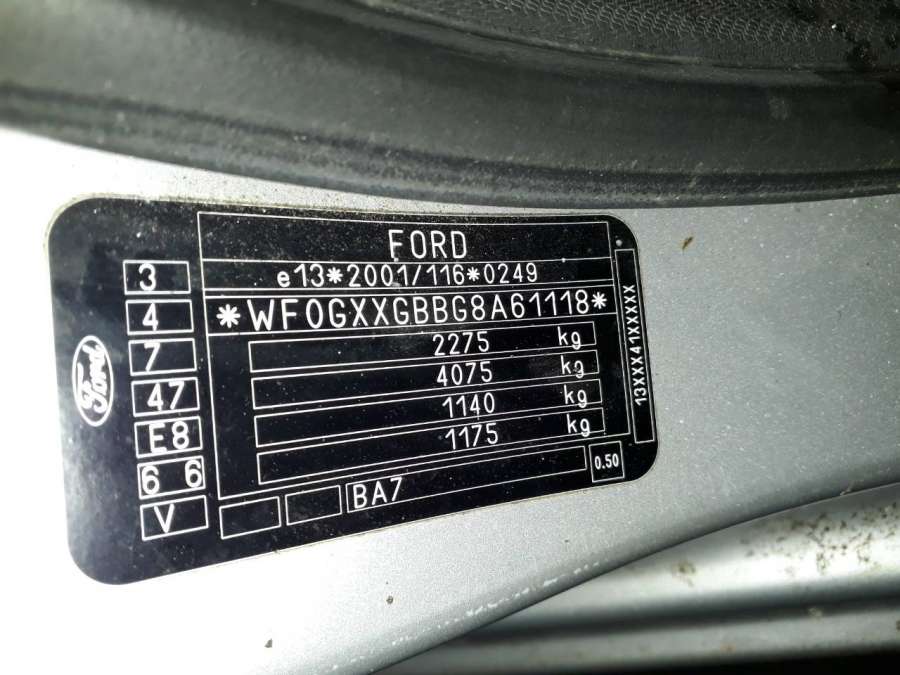 FORD
e13*2001/116*0249
*WF0GXXGBBG8A61118*
2275 kg
4075 kg
1140 kg
1175 kg
BA7
0.50
13XXX41XXXXX
3
4
7
47
E8
6 6
V
Ford